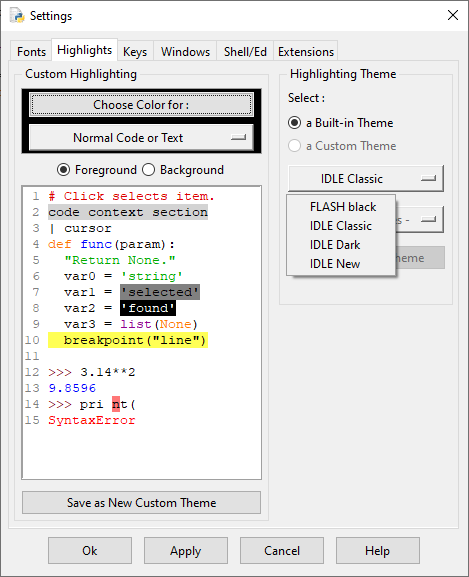 Settings
Fonts Highlights Keys Windows Shell/Ed Extensions
Custom Highlighting
Choose Color for :
Normal Code or Text
Foreground Background
1 # Click selects item.
2 code context section
3 | cursor
4 def func(param):
5   "Return None."
6   var0 = 'string'
7   var1 = 'selected'
8   var2 = 'found'
9   var3 = list(None)
10   breakpoint("line")
11
12 >>> 3.14**2
13 9.8596
14 >>> pri nt(
15 SyntaxError
Save as New Custom Theme
Highlighting Theme
Select :
a Built-in Theme
a Custom Theme
IDLE Classic
FLASH black
IDLE Classic
IDLE Dark
IDLE New
Ok Apply Cancel Help